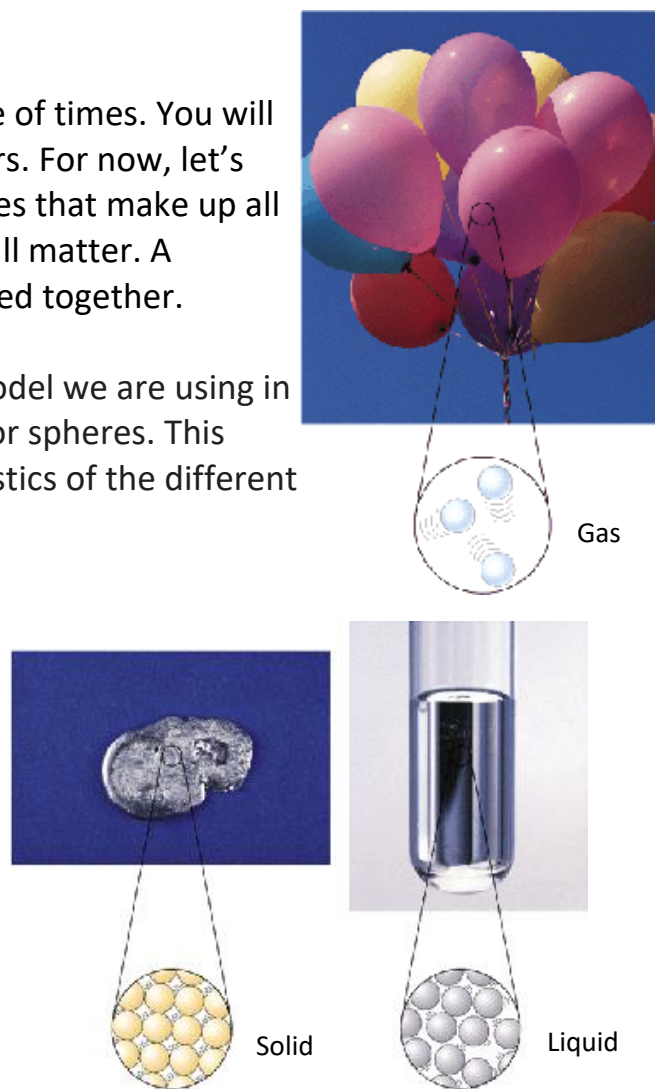 e of times. You will
rs. For now, let’s
es that make up all
ll matter. A
ed together.
odel we are using in
or spheres. This
stics of the different
Gas
Solid
Liquid